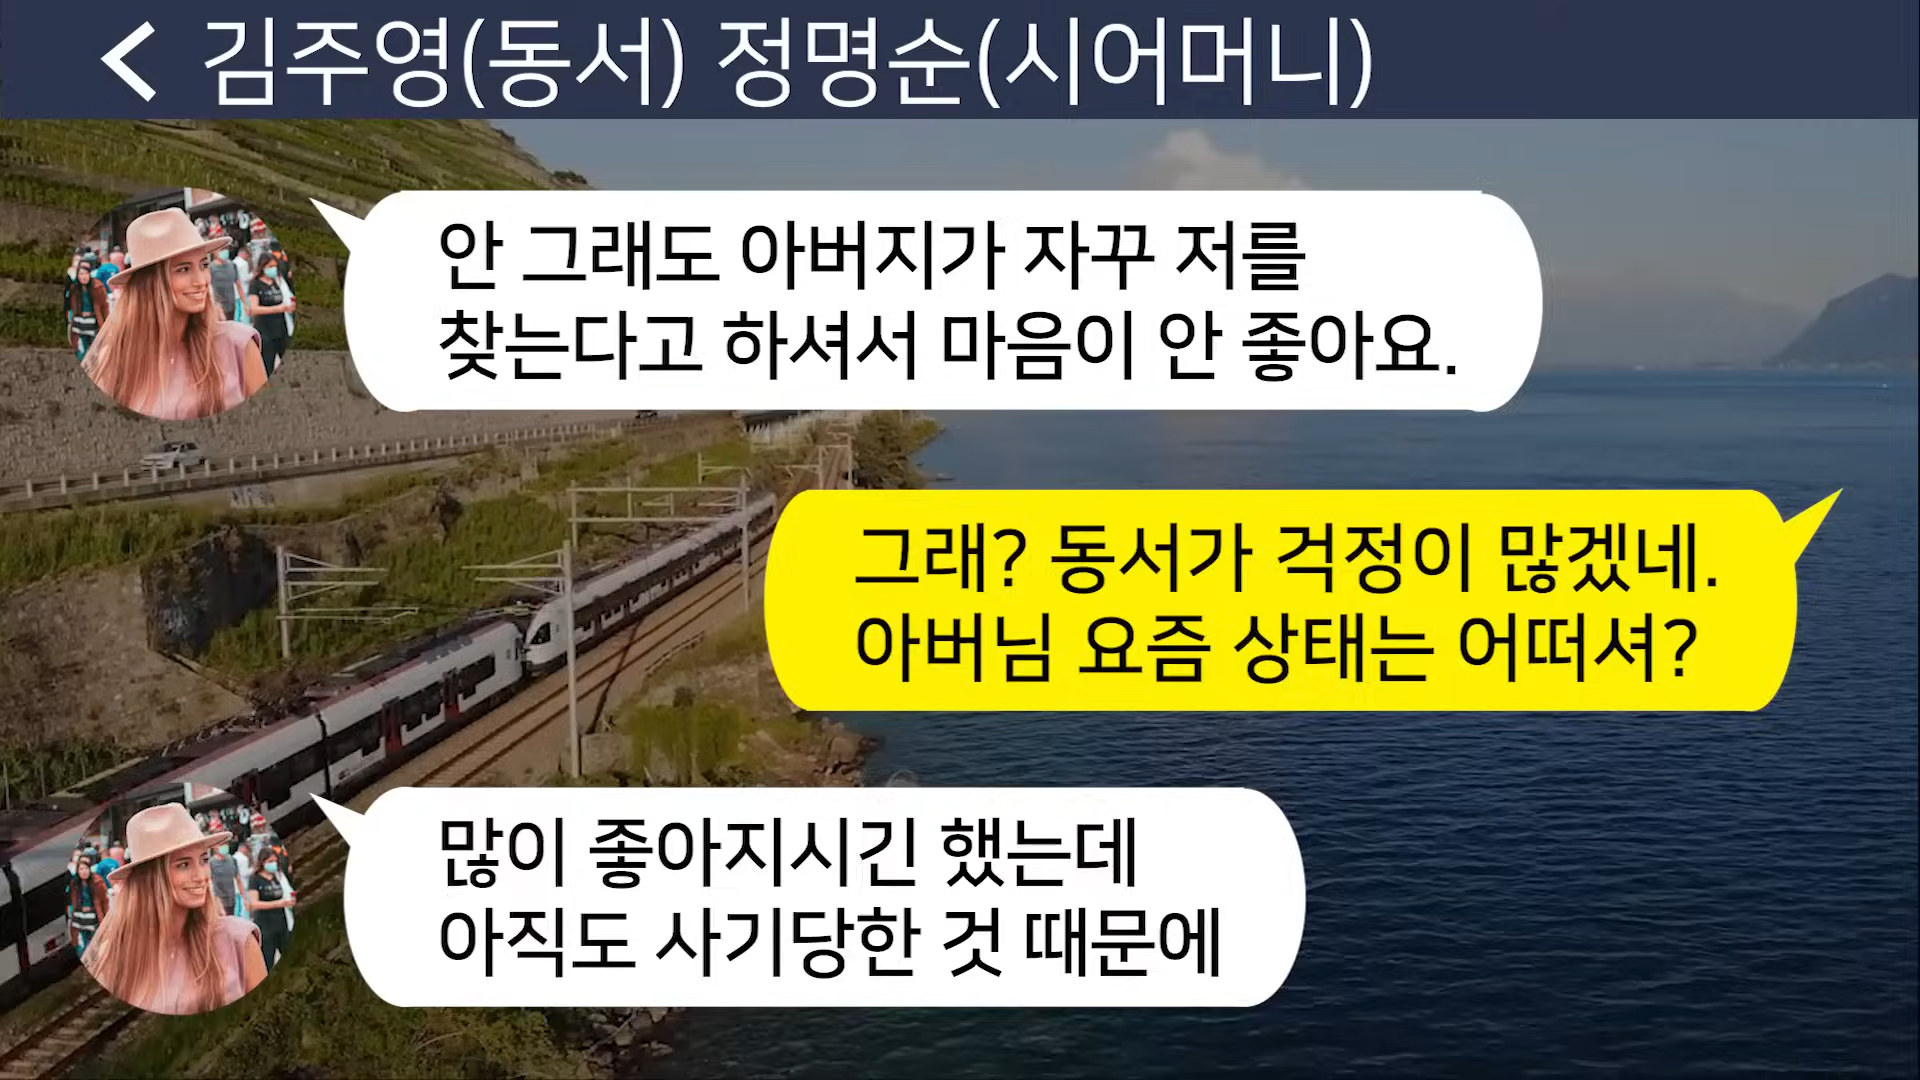 김주영(동서) 정명순(시어머니)
안 그래도 아버지가 자꾸 저를
찾는다고 하셔서 마음이 안 좋아요.
그래? 동서가 걱정이 많겠네.
아버님 요즘 상태는 어떠셔?
많이 좋아지시긴 했는데
아직도 사기당한 것 때문에